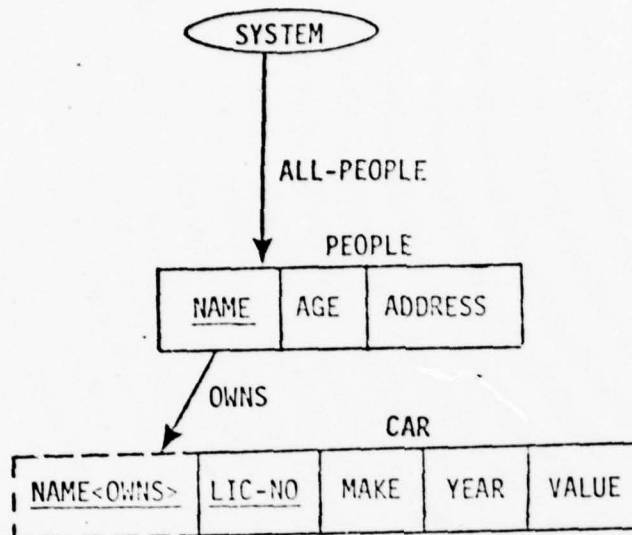 SYSTEM
ALL-PEOPLE
PEOPLE
NAME AGE ADDRESS
OWNS
CAR
NAME<OWNS> LIC-NO MAKE YEAR VALUE